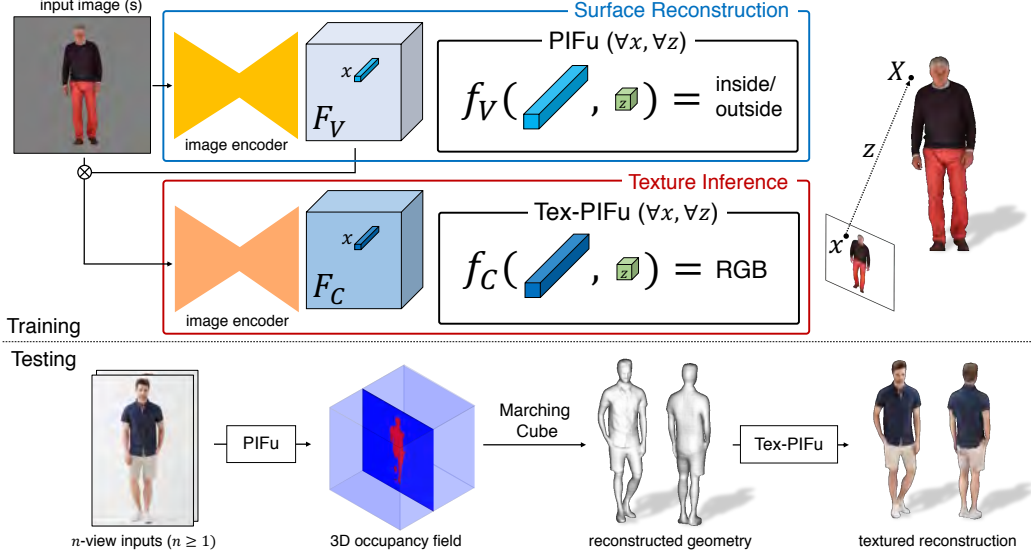 input image (s)
Surface Reconstruction
PIFu (∀x, ∀z)
x
F_V
image encoder
f_V( , z ) = inside/
outside
X
z
x
Texture Inference
Tex-PIFu (∀x, ∀z)
x
F_C
image encoder
f_C( , z ) = RGB
Training
Testing
PIFu
Marching
Cube
Tex-PIFu
n-view inputs (n ≥ 1)
3D occupancy field
reconstructed geometry
textured reconstruction